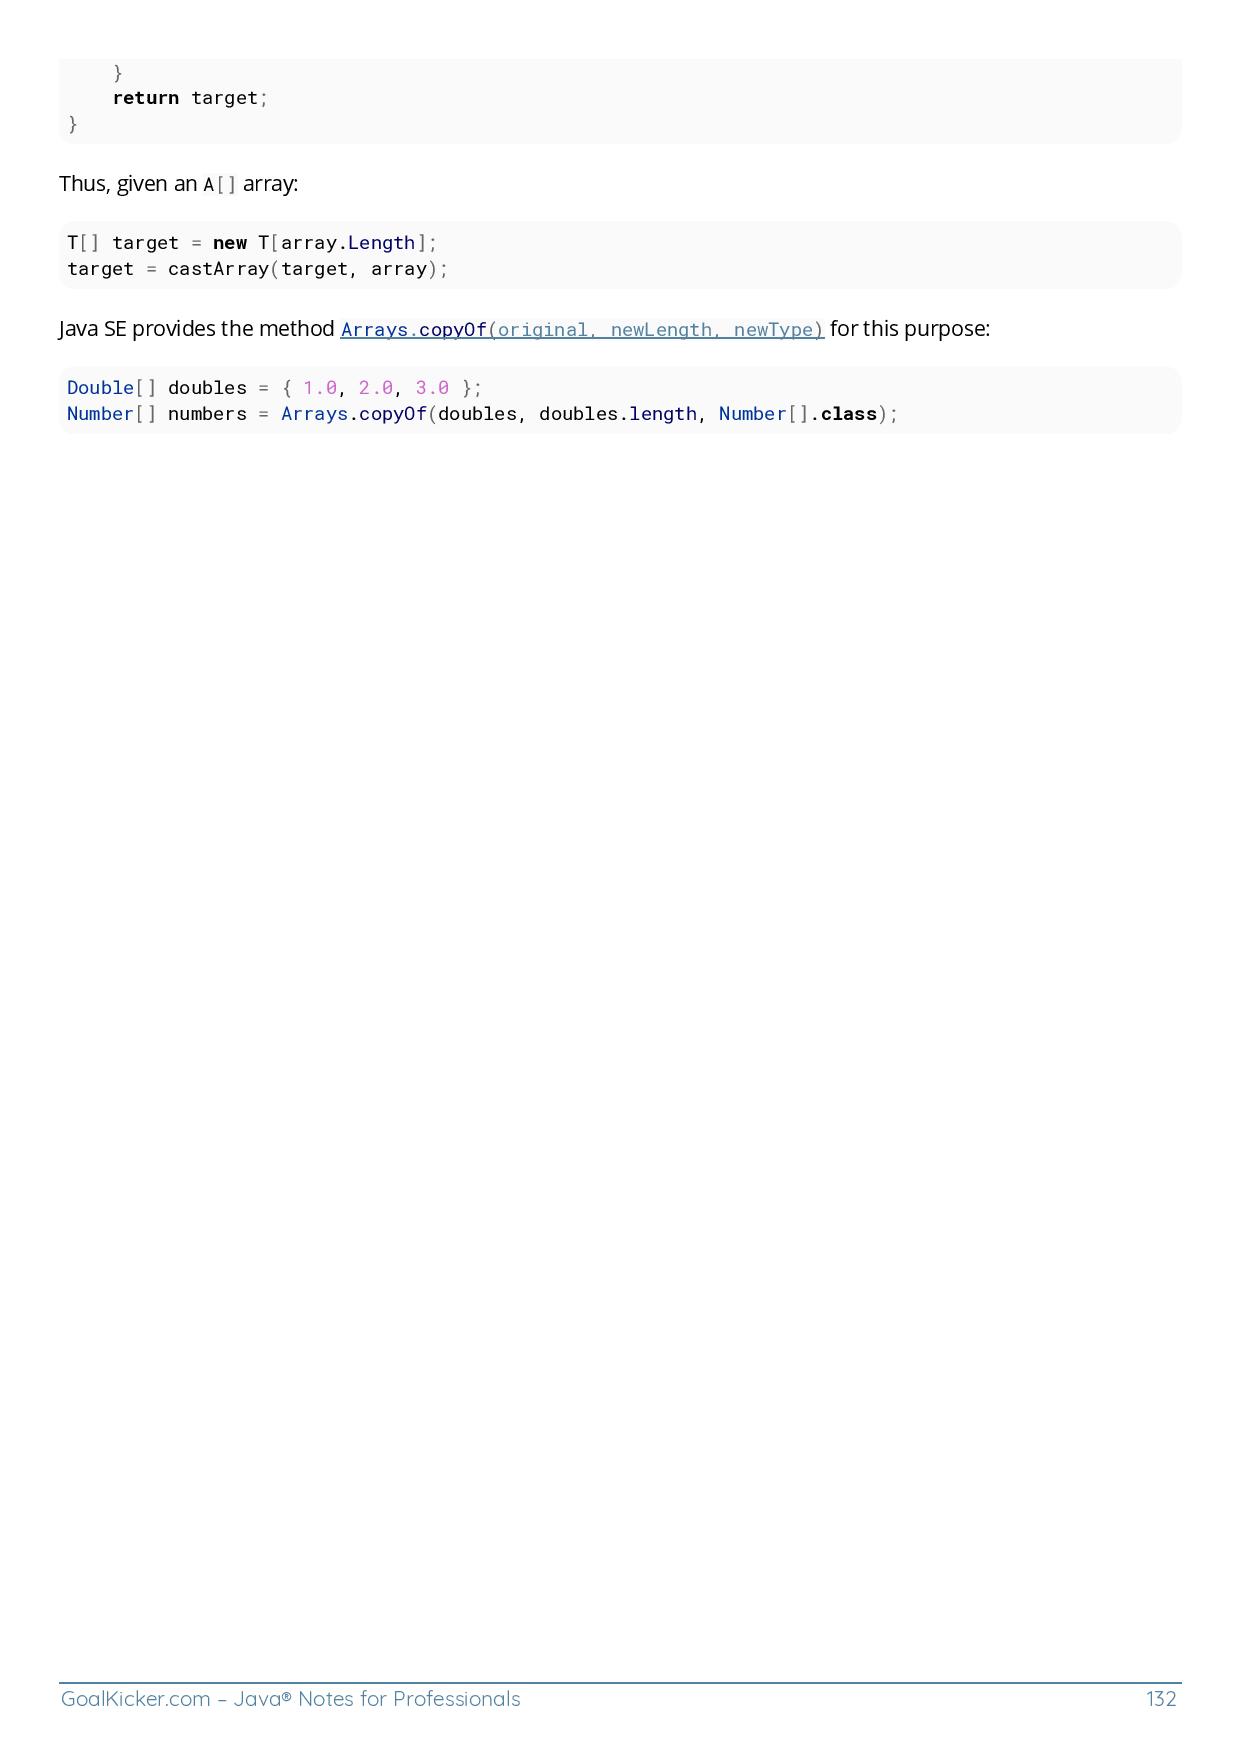 }
    return target;
}
Thus, given an A[] array:
T[] target = new T[array.Length];
target = castArray(target, array);
Java SE provides the method Arrays.copyOf(original, newLength, newType) for this purpose:
Double[] doubles = { 1.0, 2.0, 3.0 };
Number[] numbers = Arrays.copyOf(doubles, doubles.length, Number[].class);
GoalKicker.com – Java® Notes for Professionals 132